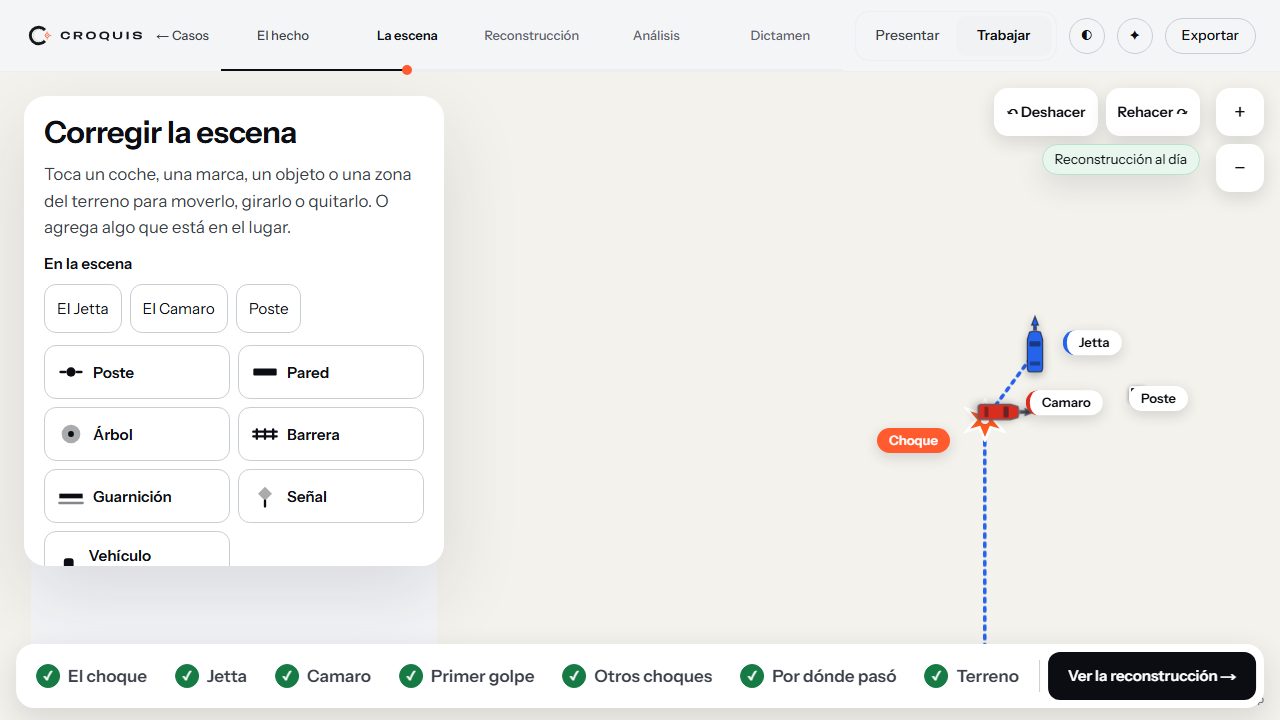 CROQUIS
← Casos
El hecho
La escena
Reconstrucción
Análisis
Dictamen
Presentar
Trabajar
Exportar
Corregir la escena
Toca un coche, una marca, un objeto o una zona
del terreno para moverlo, girarlo o quitarlo. O
agrega algo que está en el lugar.
En la escena
El Jetta
El Camaro
Poste
Poste
Pared
Árbol
Barrera
Guarnición
Señal
Vehículo
Deshacer
Rehacer
+
Reconstrucción al día
−
Jetta
Camaro
Poste
Choque
El choque
Jetta
Camaro
Primer golpe
Otros choques
Por dónde pasó
Terreno
Ver la reconstrucción →